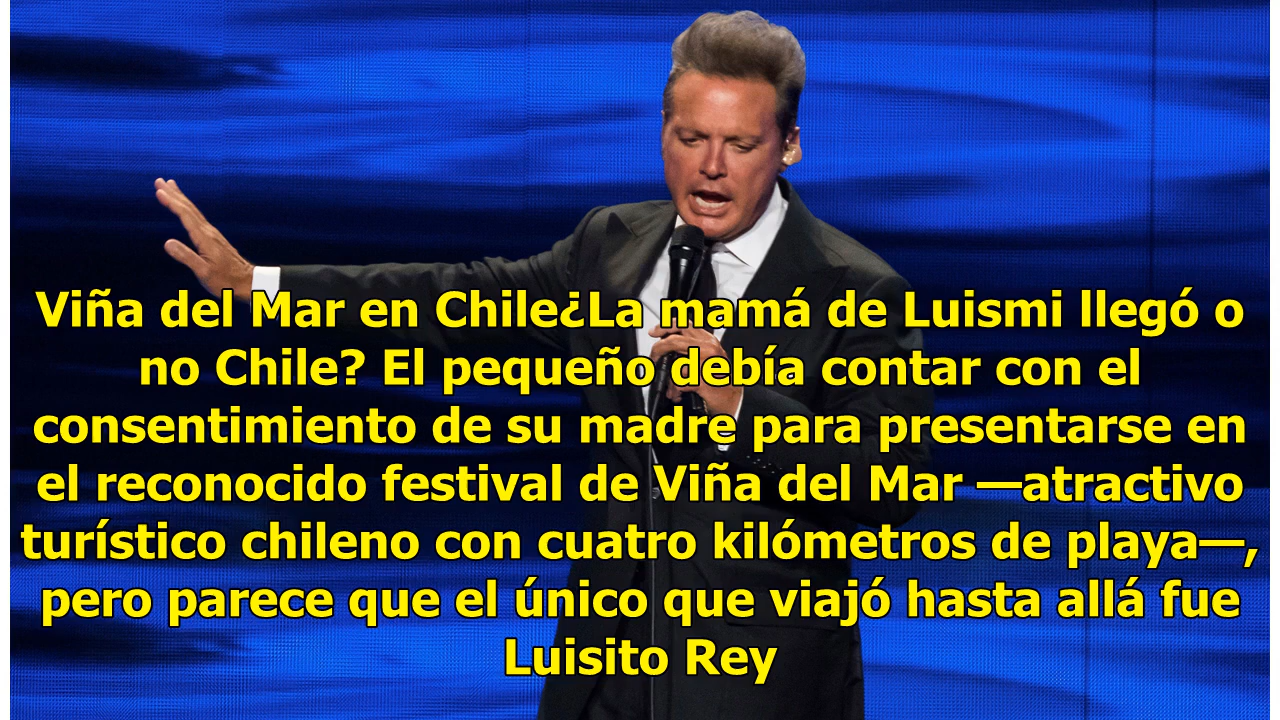 Viña del Mar en Chile¿La mamá de Luismi llegó o
no Chile? El pequeño debía contar con el
consentimiento de su madre para presentarse en
el reconocido festival de Viña del Mar —atractivo
turístico chileno con cuatro kilómetros de playa—,
pero parece que el único que viajó hasta allá fue
Luisito Rey